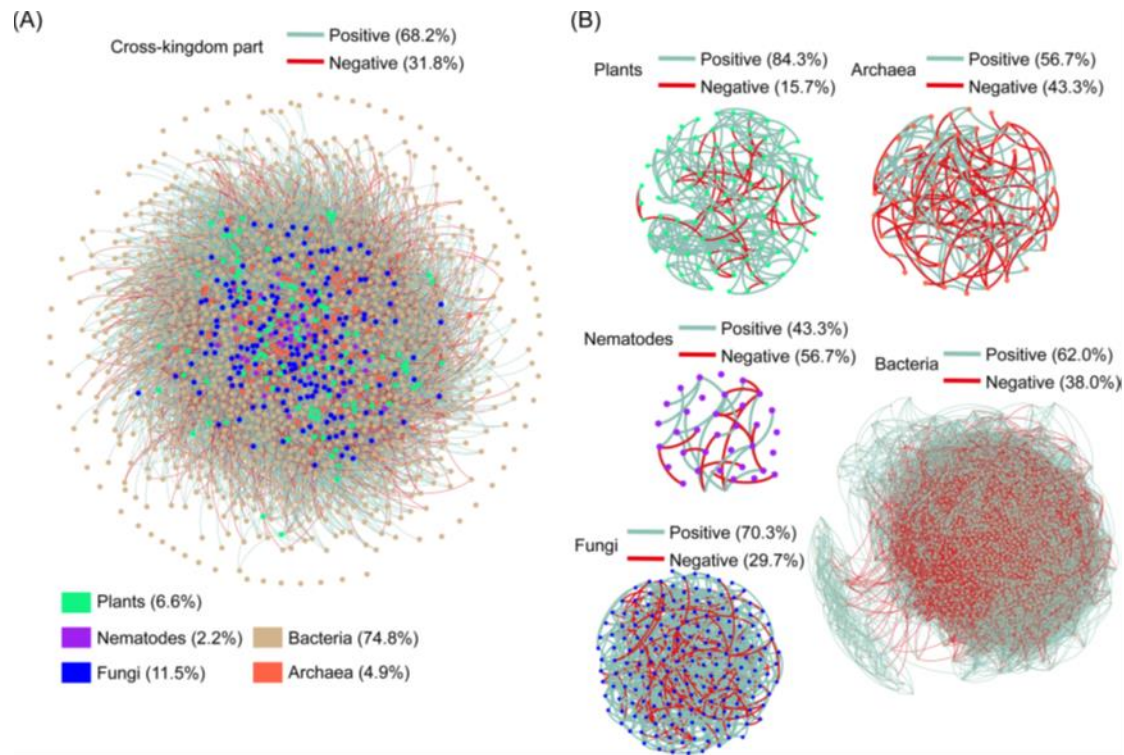 (A)
Cross-kingdom part
Positive (68.2%)
Negative (31.8%)
Plants (6.6%)
Nematodes (2.2%)
Bacteria (74.8%)
Fungi (11.5%)
Archaea (4.9%)
(B)
Plants
Positive (84.3%)
Negative (15.7%)
Archaea
Positive (56.7%)
Negative (43.3%)
Nematodes
Positive (43.3%)
Negative (56.7%)
Bacteria
Positive (62.0%)
Negative (38.0%)
Fungi
Positive (70.3%)
Negative (29.7%)